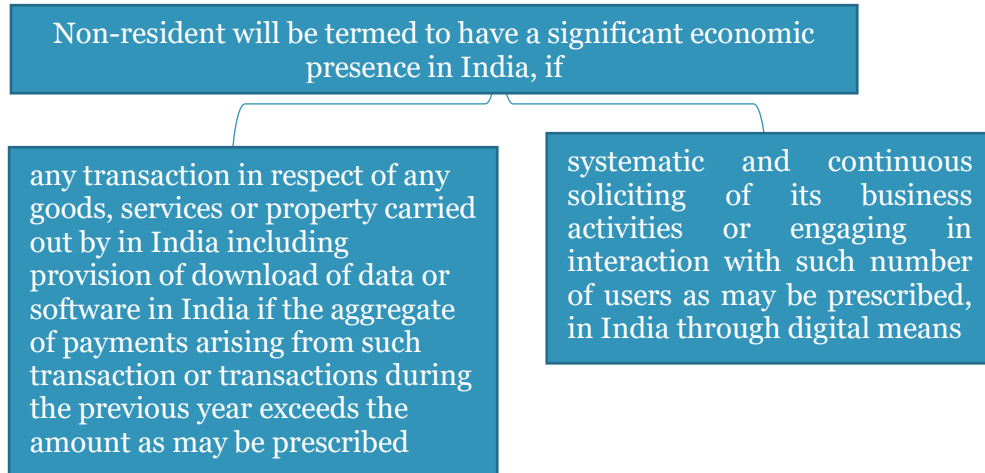 Non-resident will be termed to have a significant economic
presence in India, if
any transaction in respect of any
goods, services or property carried
out by in India including
provision of download of data or
software in India if the aggregate
of payments arising from such
transaction or transactions during
the previous year exceeds the
amount as may be prescribed
systematic and continuous
soliciting of its business
activities or engaging in
interaction with such number
of users as may be prescribed,
in India through digital means